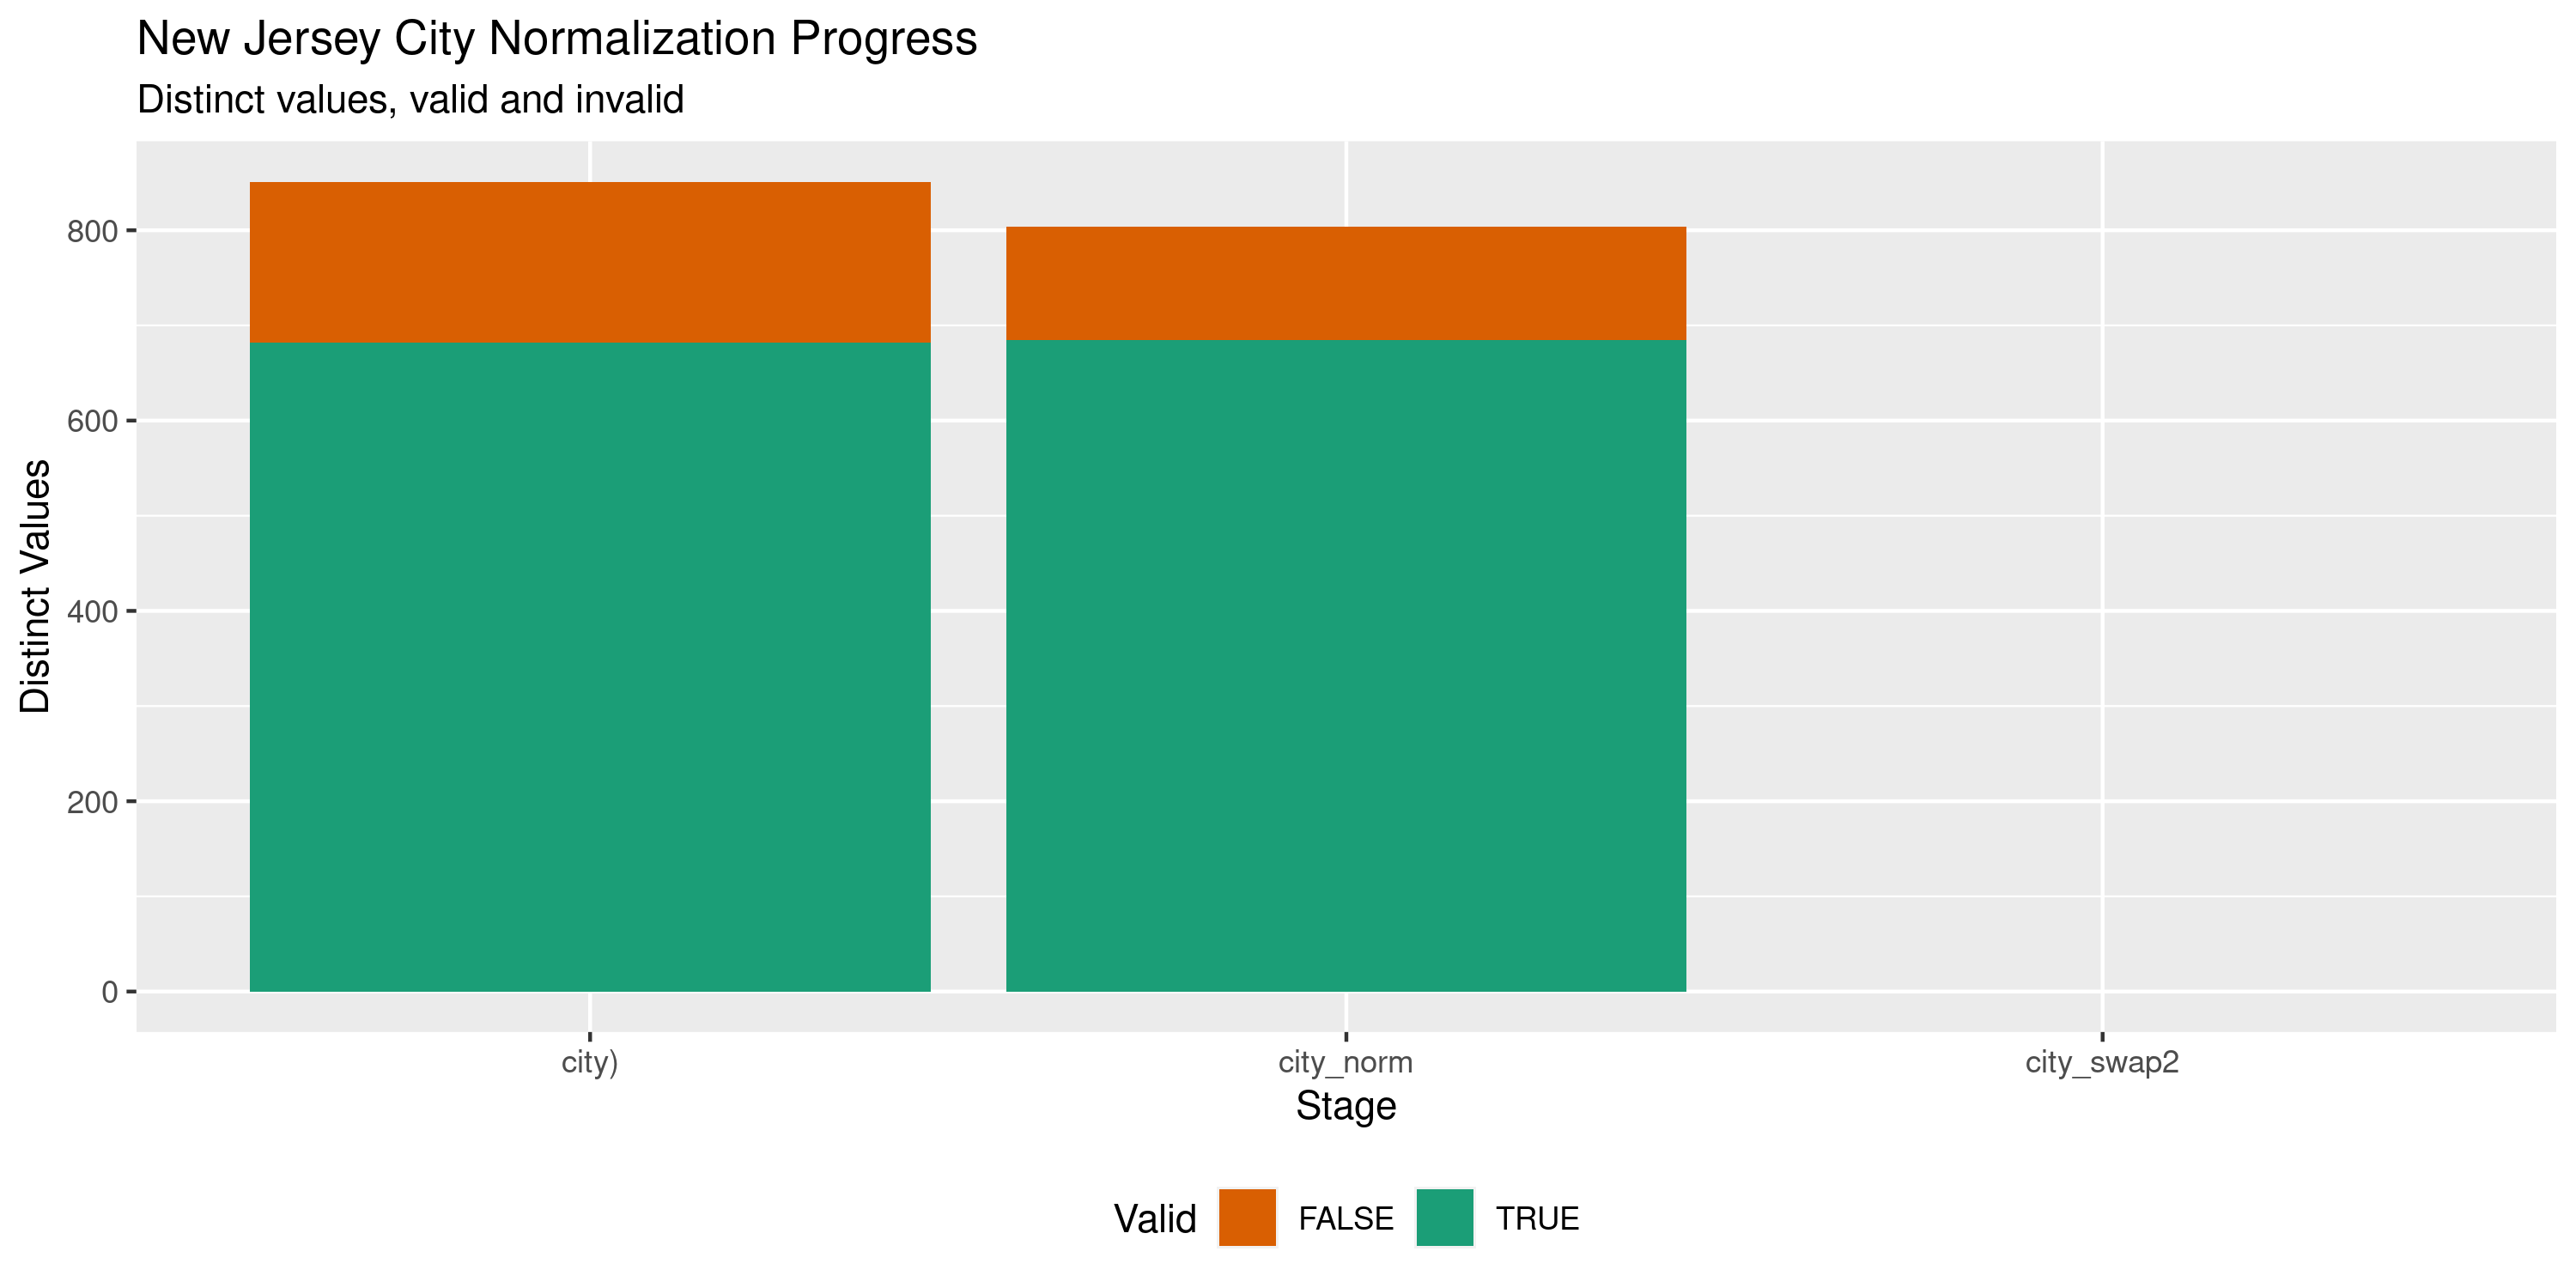 New Jersey City Normalization Progress
Distinct values, valid and invalid
Distinct Values
800
600
400
200
0
city)
city_norm
city_swap2
Stage
Valid
FALSE
TRUE